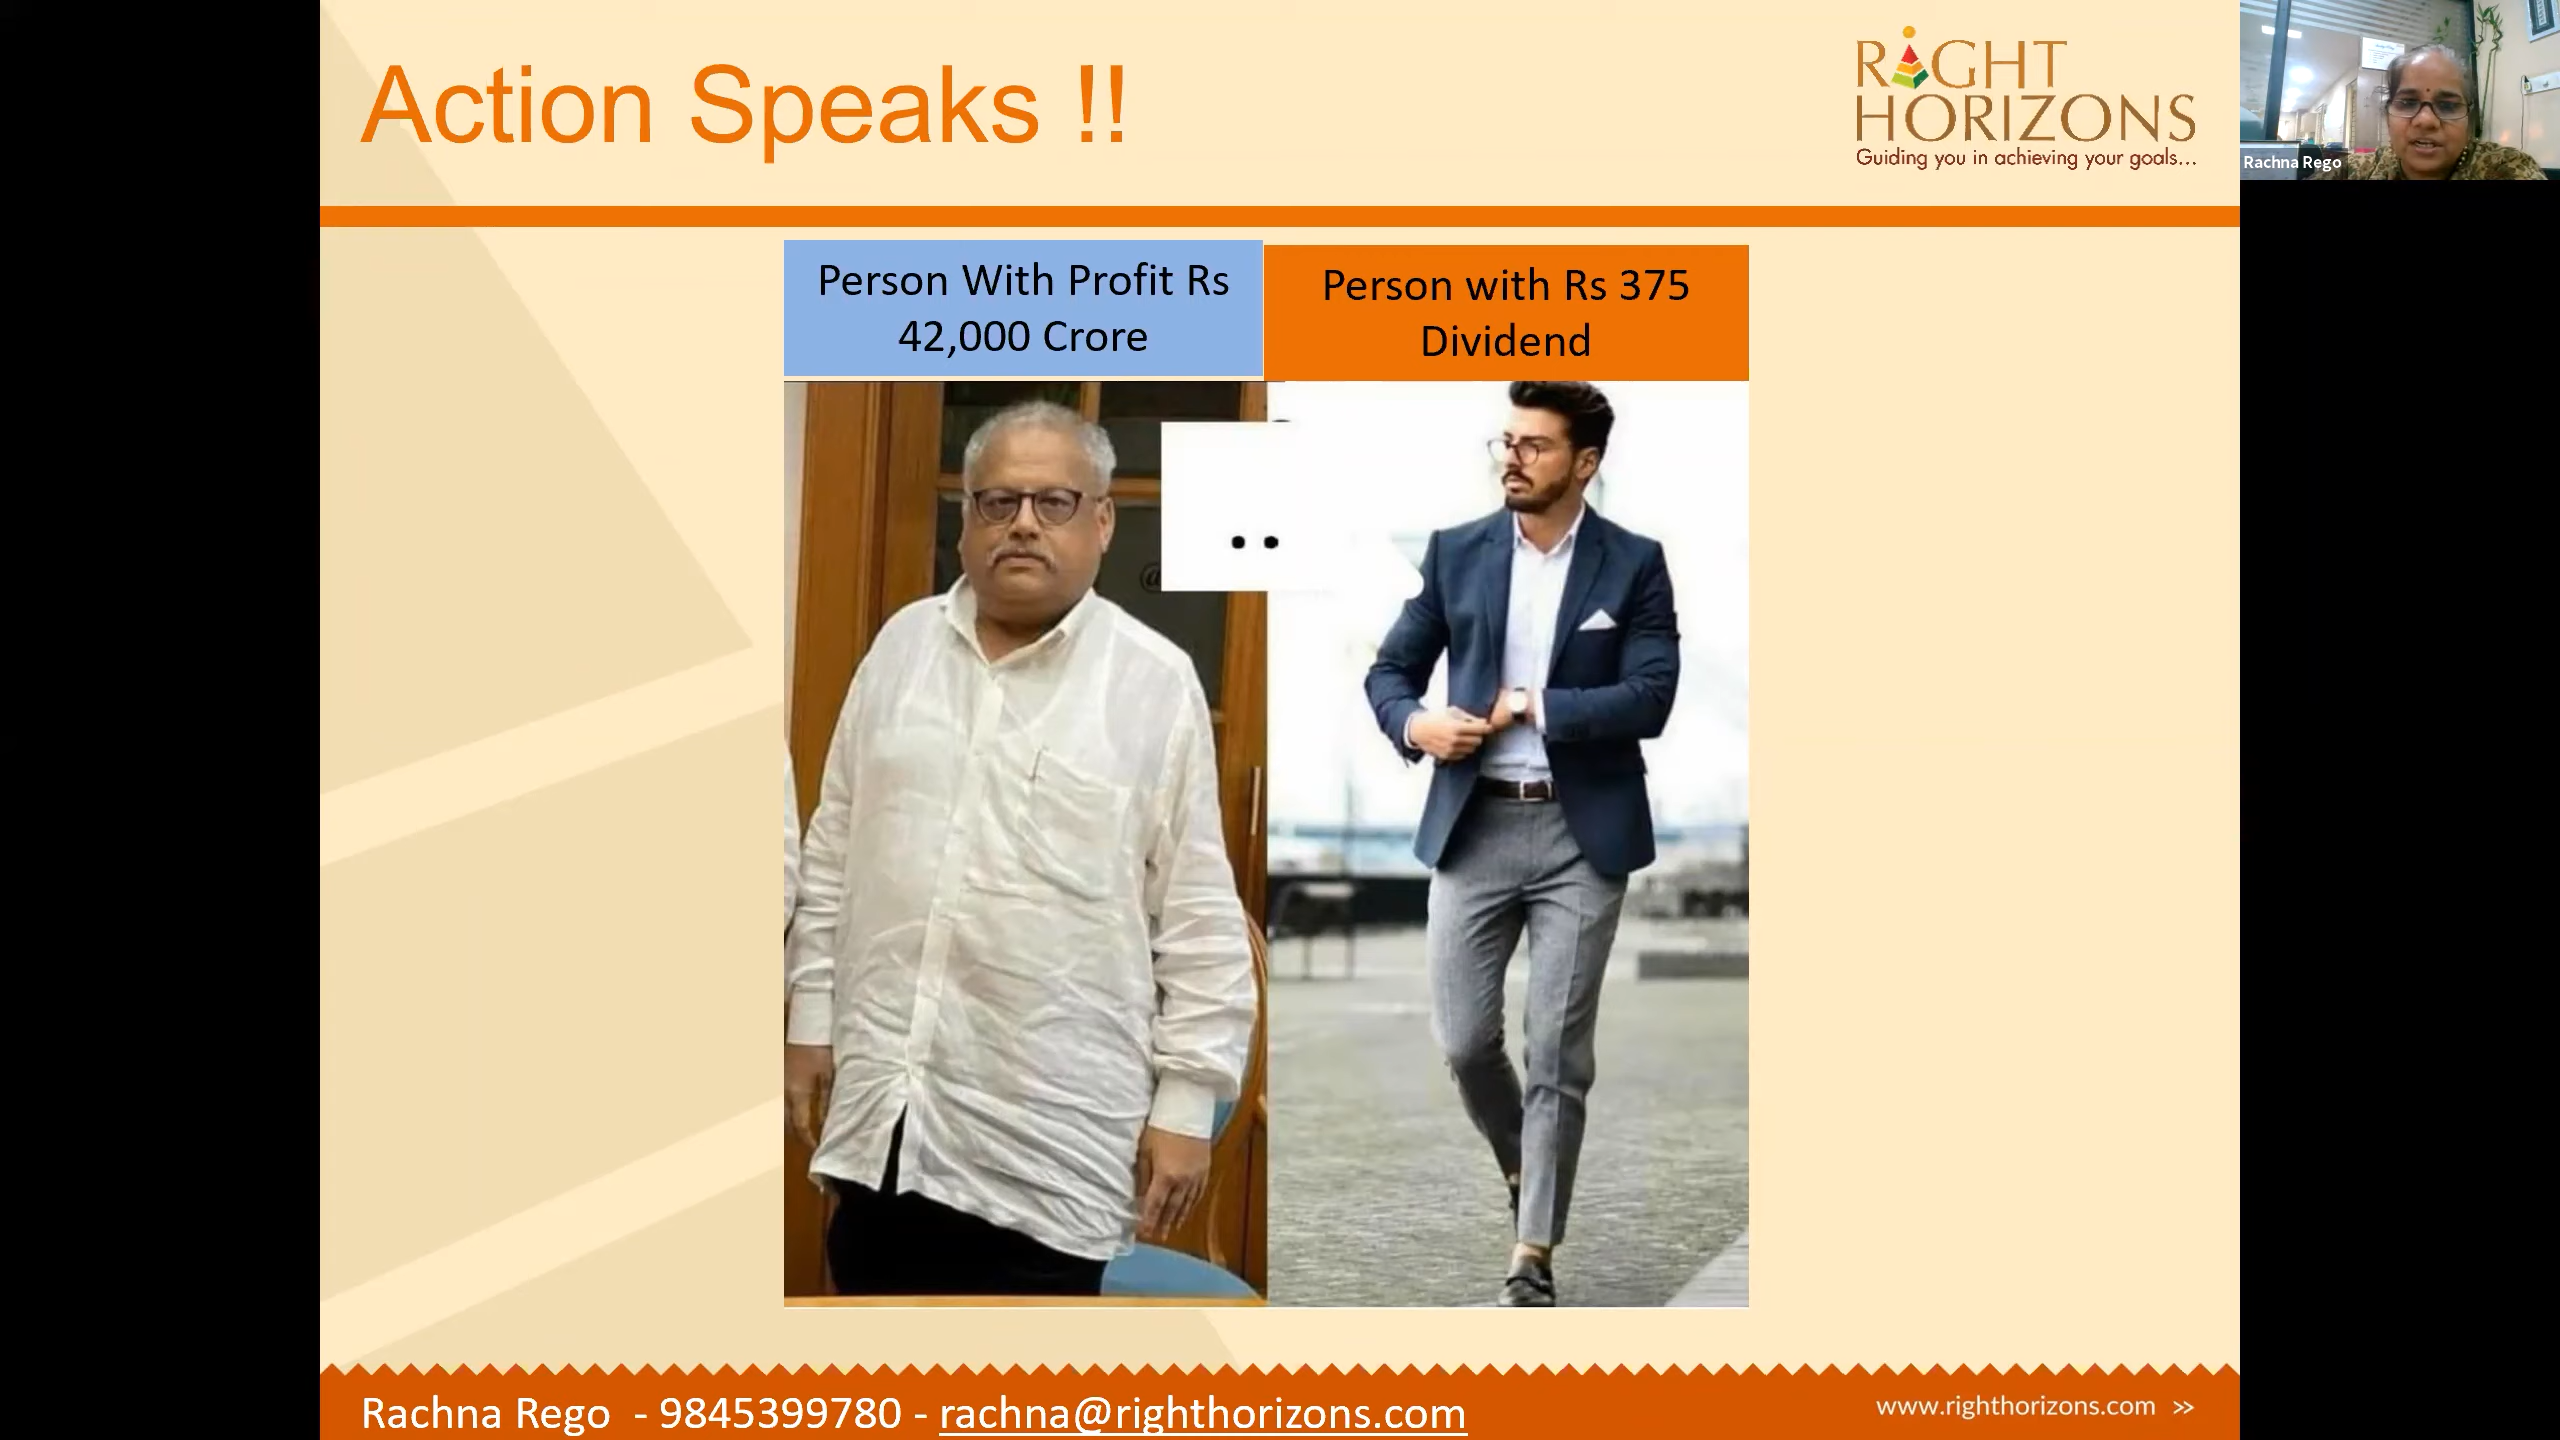 Action Speaks !!
RIGHT
HORIZONS
Guiding you in achieving your goals...
Rachna Rego
Person With Profit Rs
42,000 Crore
Person with Rs 375
Dividend
@
..
Rachna Rego - 9845399780 - rachna@righthorizons.com
www.righthorizons.com >>